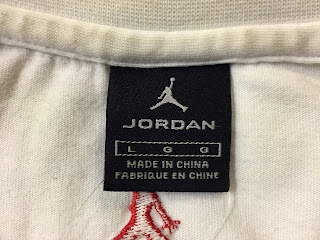 JORDAN
L G G
MADE IN CHINA
FABRIQUE EN CHINE